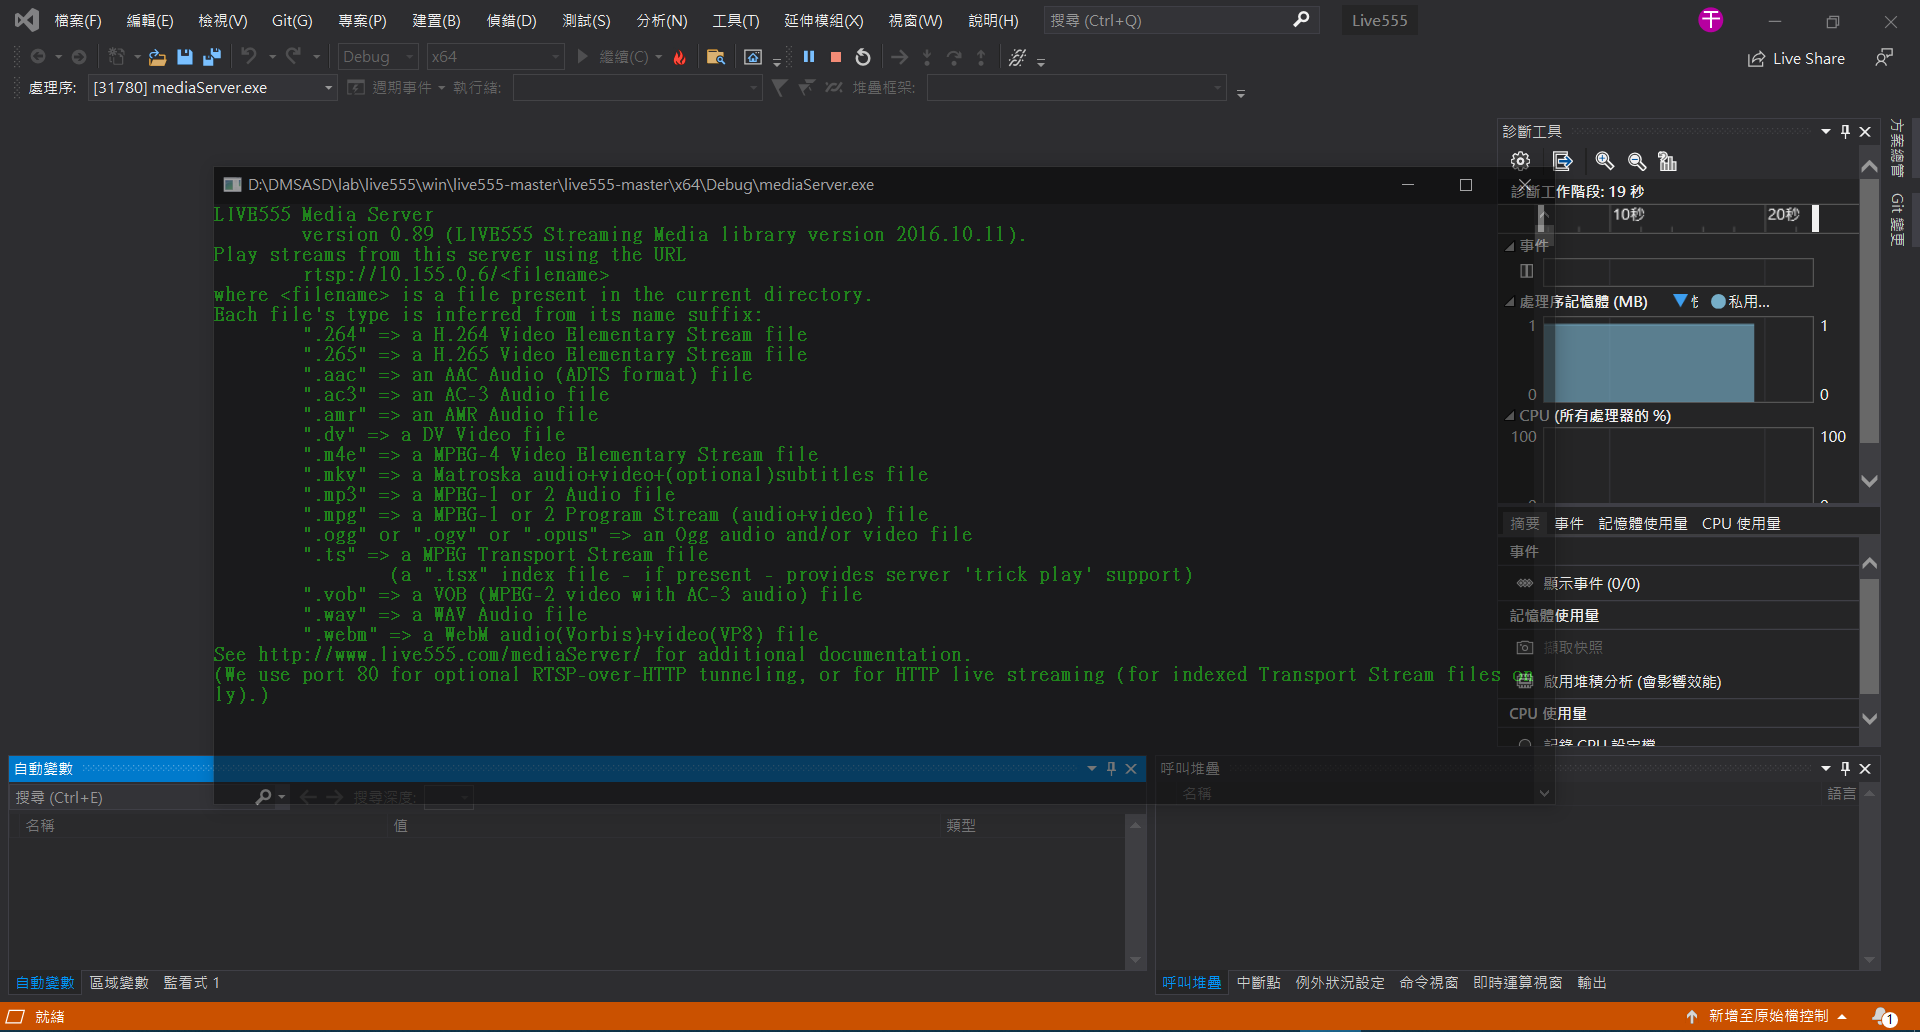 檔案(F) 編輯(E) 檢視(V) Git(G) 專案(P) 建置(B) 偵錯(D) 測試(S) 分析(N) 工具(T) 延伸模組(X) 視窗(W) 說明(H) 搜尋 (Ctrl+Q) Live555 千
Debug x64 繼續(C) Live Share
處理序: [31780] mediaServer.exe 週期事件 執行緒: 堆疊框架:
D:\DMSASD\lab\live555\win\live555-master\live555-master\x64\Debug\mediaServer.exe
LIVE555 Media Server
version 0.89 (LIVE555 Streaming Media library version 2016.10.11).
Play streams from this server using the URL
rtsp://10.155.0.6/<filename>
where <filename> is a file present in the current directory.
Each file's type is inferred from its name suffix:
".264" => a H.264 Video Elementary Stream file
".265" => a H.265 Video Elementary Stream file
".aac" => an AAC Audio (ADTS format) file
".ac3" => an AC-3 Audio file
".amr" => an AMR Audio file
".dv" => a DV Video file
".m4e" => a MPEG-4 Video Elementary Stream file
".mkv" => a Matroska audio+video+(optional)subtitles file
".mp3" => a MPEG-1 or 2 Audio file
".mpg" => a MPEG-1 or 2 Program Stream (audio+video) file
".ogg" or ".ogv" or ".opus" => an Ogg audio and/or video file
".ts" => a MPEG Transport Stream file
(a ".tsx" index file - if present - provides server 'trick play' support)
".vob" => a VOB (MPEG-2 video with AC-3 audio) file
".wav" => a WAV Audio file
".webm" => a WebM audio(Vorbis)+video(VP8) file
See http://www.live555.com/mediaServer/ for additional documentation.
(We use port 80 for optional RTSP-over-HTTP tunneling, or for HTTP live streaming (for indexed Transport Stream files on
ly).)
診斷工具
診斷工作階段: 19 秒
10秒 20秒
事件
處理序記憶體 (MB) 私用...
1 1
0 0
CPU (所有處理器的 %)
100 100
摘要 事件 記憶體使用量 CPU 使用量
事件
顯示事件 (0/0)
記憶體使用量
擷取快照
啟用堆積分析 (會影響效能)
CPU 使用量
記錄 CPU 設定檔
方案總管
Git 變更
自動變數
搜尋 (Ctrl+E) 搜尋深度:
名稱 值 類型
自動變數 區域變數 監看式 1
呼叫堆疊
名稱 語言
呼叫堆疊 中斷點 例外狀況設定 命令視窗 即時運算視窗 輸出
就緒 新增至原始檔控制 1